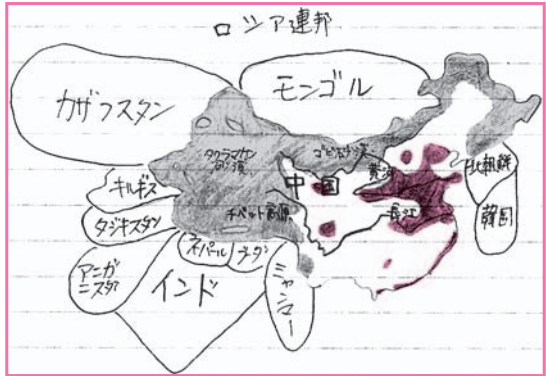 ロシア連邦
モンゴル
カザフスタン
タクラマカン
砂漠
ゴビ砂漠
黄河
北朝鮮
中国
キルギス
チベット高原
長江
韓国
タジキスタン
ネパール
ブータン
アフガ
ニスタン
インド
ミャンマー